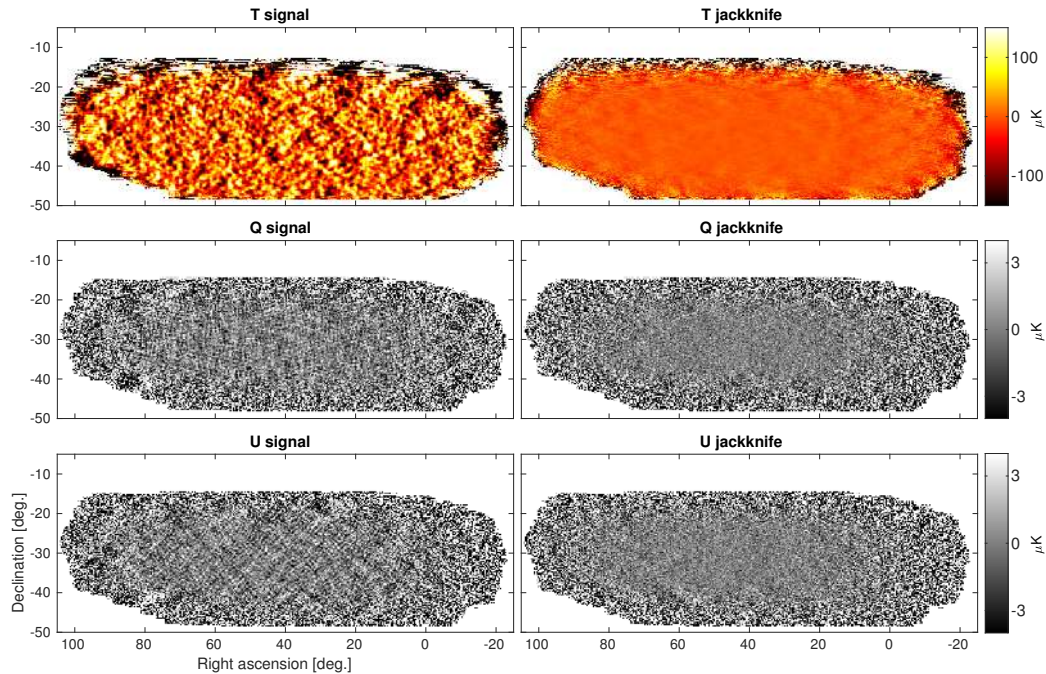 T signal
T jackknife
-10
-20
-30
-40
-50
100
0
-100
μK
Q signal
Q jackknife
-10
-20
-30
-40
-50
3
0
-3
μK
U signal
U jackknife
-10
-20
-30
-40
-50
3
0
-3
μK
Declination [deg.]
100 80 60 40 20 0 -20
100 80 60 40 20 0 -20
Right ascension [deg.]